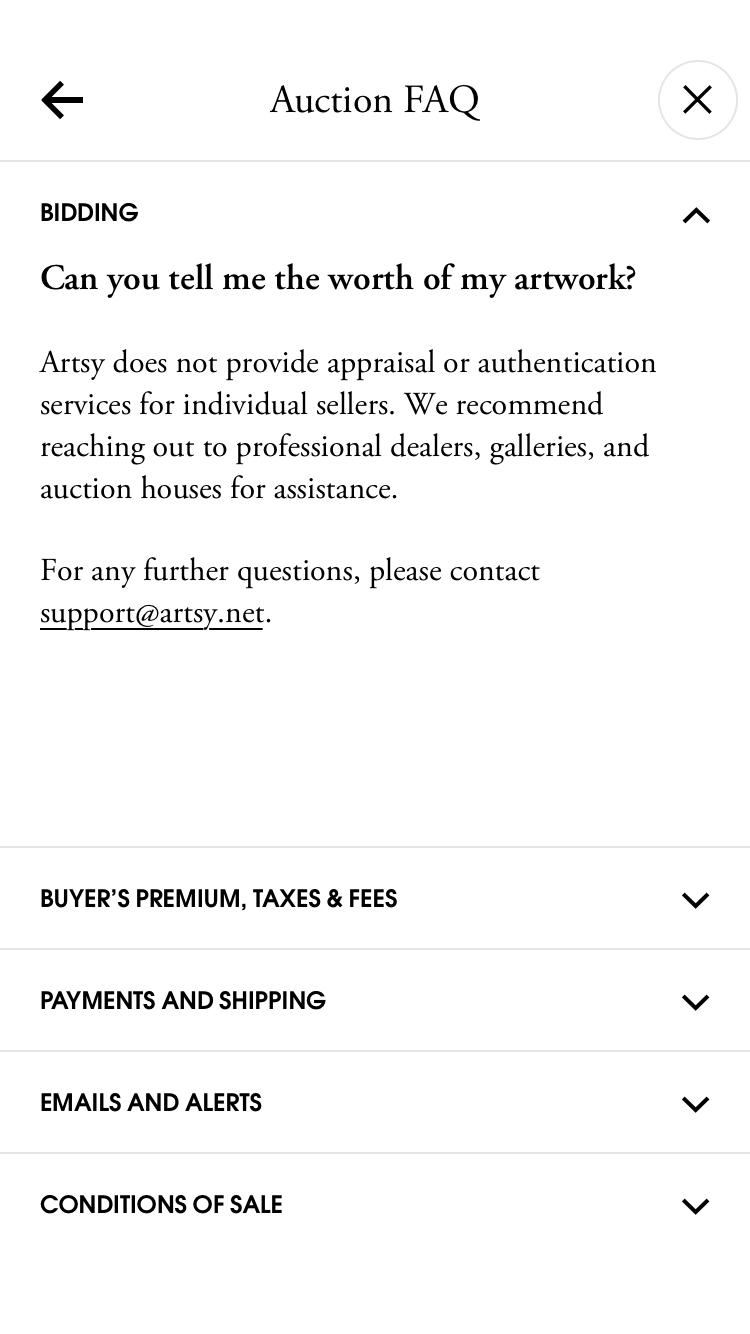 Auction FAQ
BIDDING
Can you tell me the worth of my artwork?
Artsy does not provide appraisal or authentication
services for individual sellers. We recommend
reaching out to professional dealers, galleries, and
auction houses for assistance.
For any further questions, please contact
support@artsy.net.
BUYER’S PREMIUM, TAXES & FEES
PAYMENTS AND SHIPPING
EMAILS AND ALERTS
CONDITIONS OF SALE